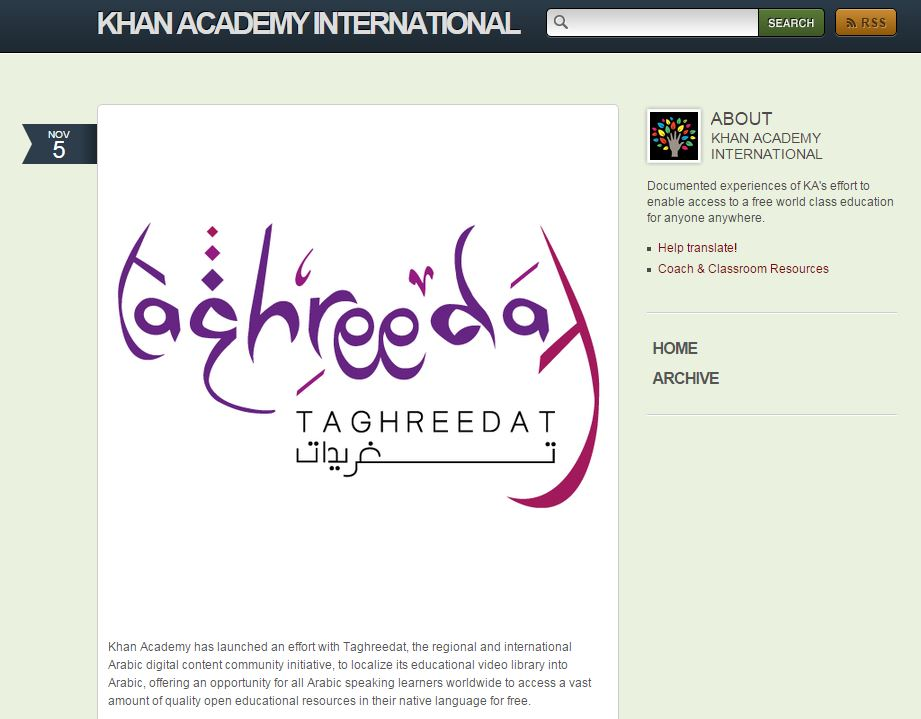 KHAN ACADEMY INTERNATIONAL
SEARCH
RSS
NOV
5
Taghreedat
TAGHREEDAT
تغريدات
Khan Academy has launched an effort with Taghreedat, the regional and international
Arabic digital content community initiative, to localize its educational video library into
Arabic, offering an opportunity for all Arabic speaking learners worldwide to access a vast
amount of quality open educational resources in their native language for free.
ABOUT
KHAN ACADEMY
INTERNATIONAL
Documented experiences of KA's effort to
enable access to a free world class education
for anyone anywhere.
Help translate!
Coach & Classroom Resources
HOME
ARCHIVE